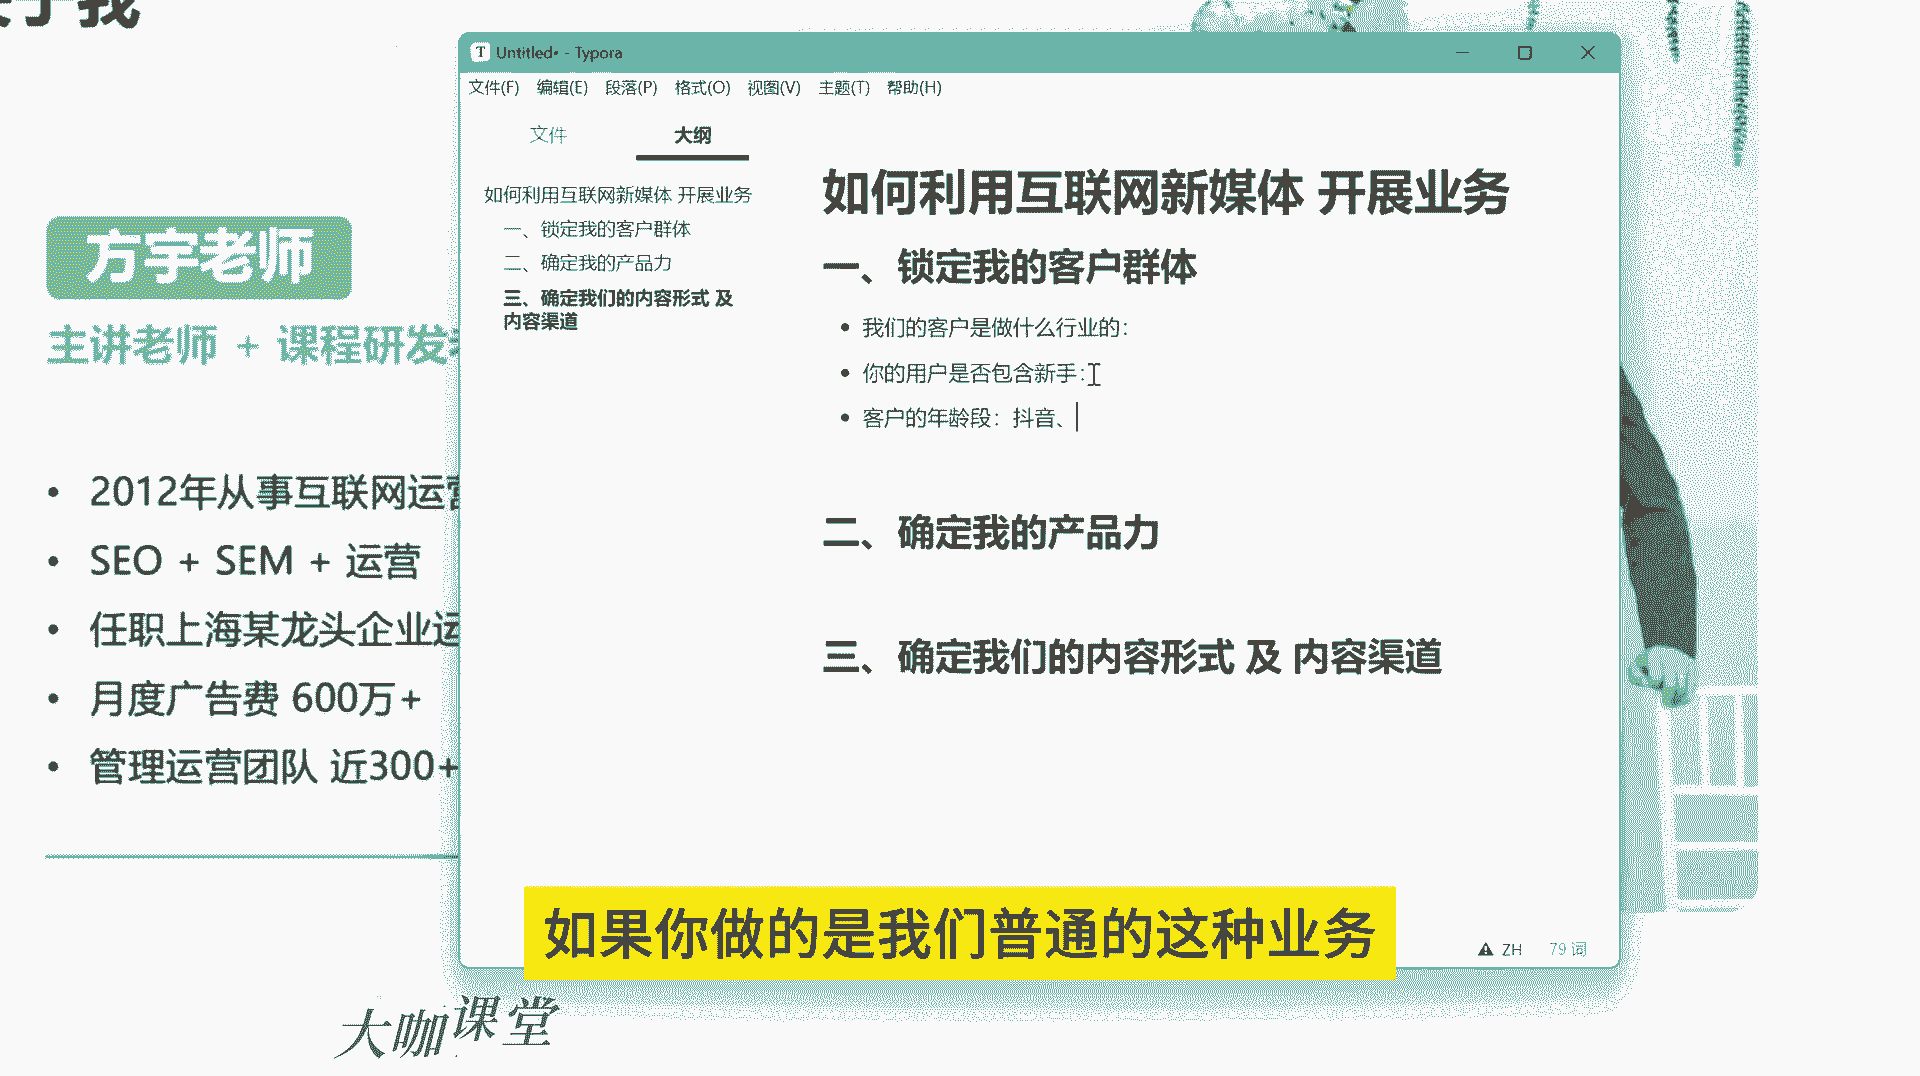 于我
方宇老师
主讲老师 + 课程研发
2012年从事互联网运营
SEO + SEM + 运营
任职上海某龙头企业运
月度广告费 600万+
管理运营团队 近300+
Untitled• - Typora
文件(F) 编辑(E) 段落(P) 格式(O) 视图(V) 主题(T) 帮助(H)
文件 大纲
如何利用互联网新媒体 开展业务
一、锁定我的客户群体
二、确定我的产品力
三、确定我们的内容形式 及
内容渠道
如何利用互联网新媒体 开展业务
一、锁定我的客户群体
我们的客户是做什么行业的：
你的用户是否包含新手：
客户的年龄段：抖音、
二、确定我的产品力
三、确定我们的内容形式 及 内容渠道
如果你做的是我们普通的这种业务
ZH 79 词
大咖课堂